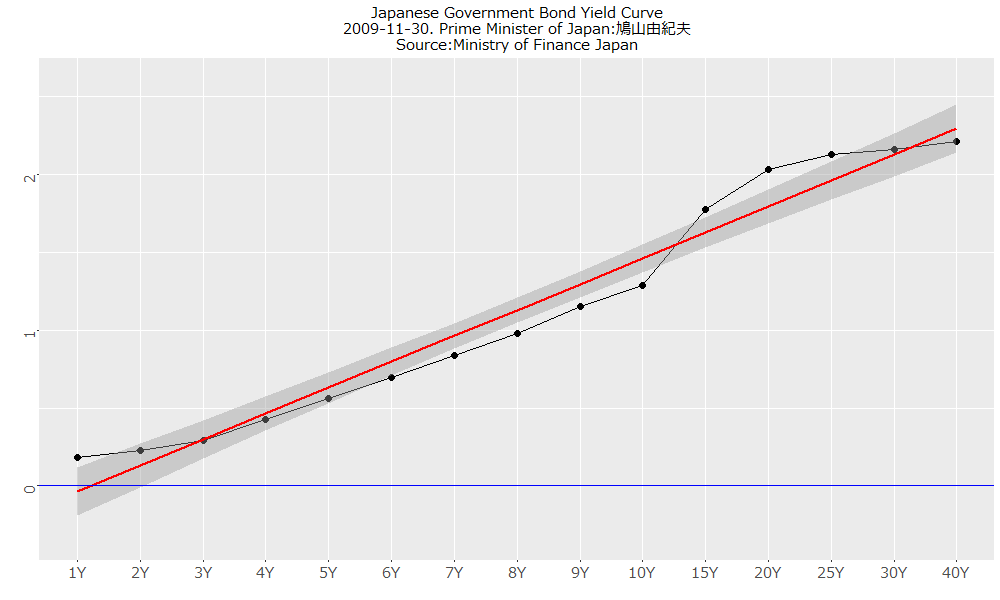 Japanese Government Bond Yield Curve
2009-11-30. Prime Minister of Japan:鳩山由紀夫
Source:Ministry of Finance Japan
2
1
0
1Y 2Y 3Y 4Y 5Y 6Y 7Y 8Y 9Y 10Y 15Y 20Y 25Y 30Y 40Y